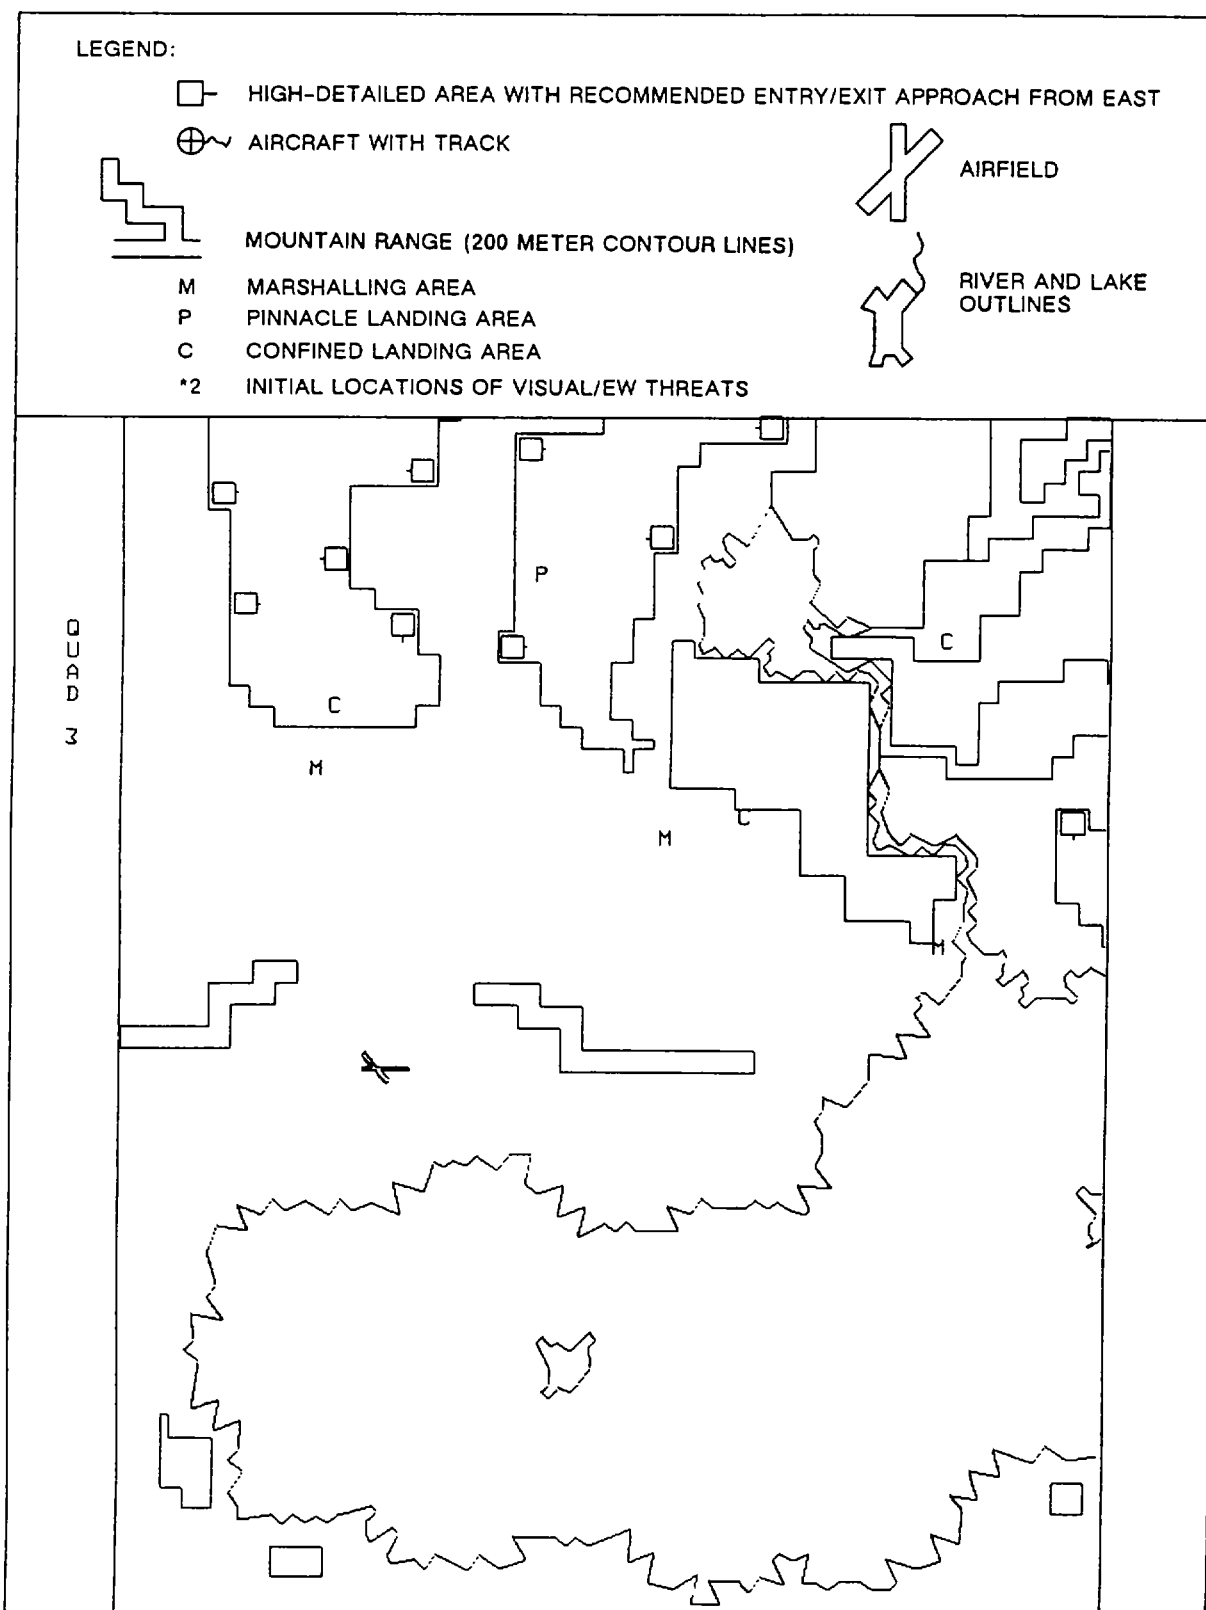 LEGEND:
HIGH-DETAILED AREA WITH RECOMMENDED ENTRY/EXIT APPROACH FROM EAST
AIRCRAFT WITH TRACK
AIRFIELD
MOUNTAIN RANGE (200 METER CONTOUR LINES)
RIVER AND LAKE
OUTLINES
M MARSHALLING AREA
P PINNACLE LANDING AREA
C CONFINED LANDING AREA
*2 INITIAL LOCATIONS OF VISUAL/EW THREATS
QUAD 3
P
C
C
M
C
M
M